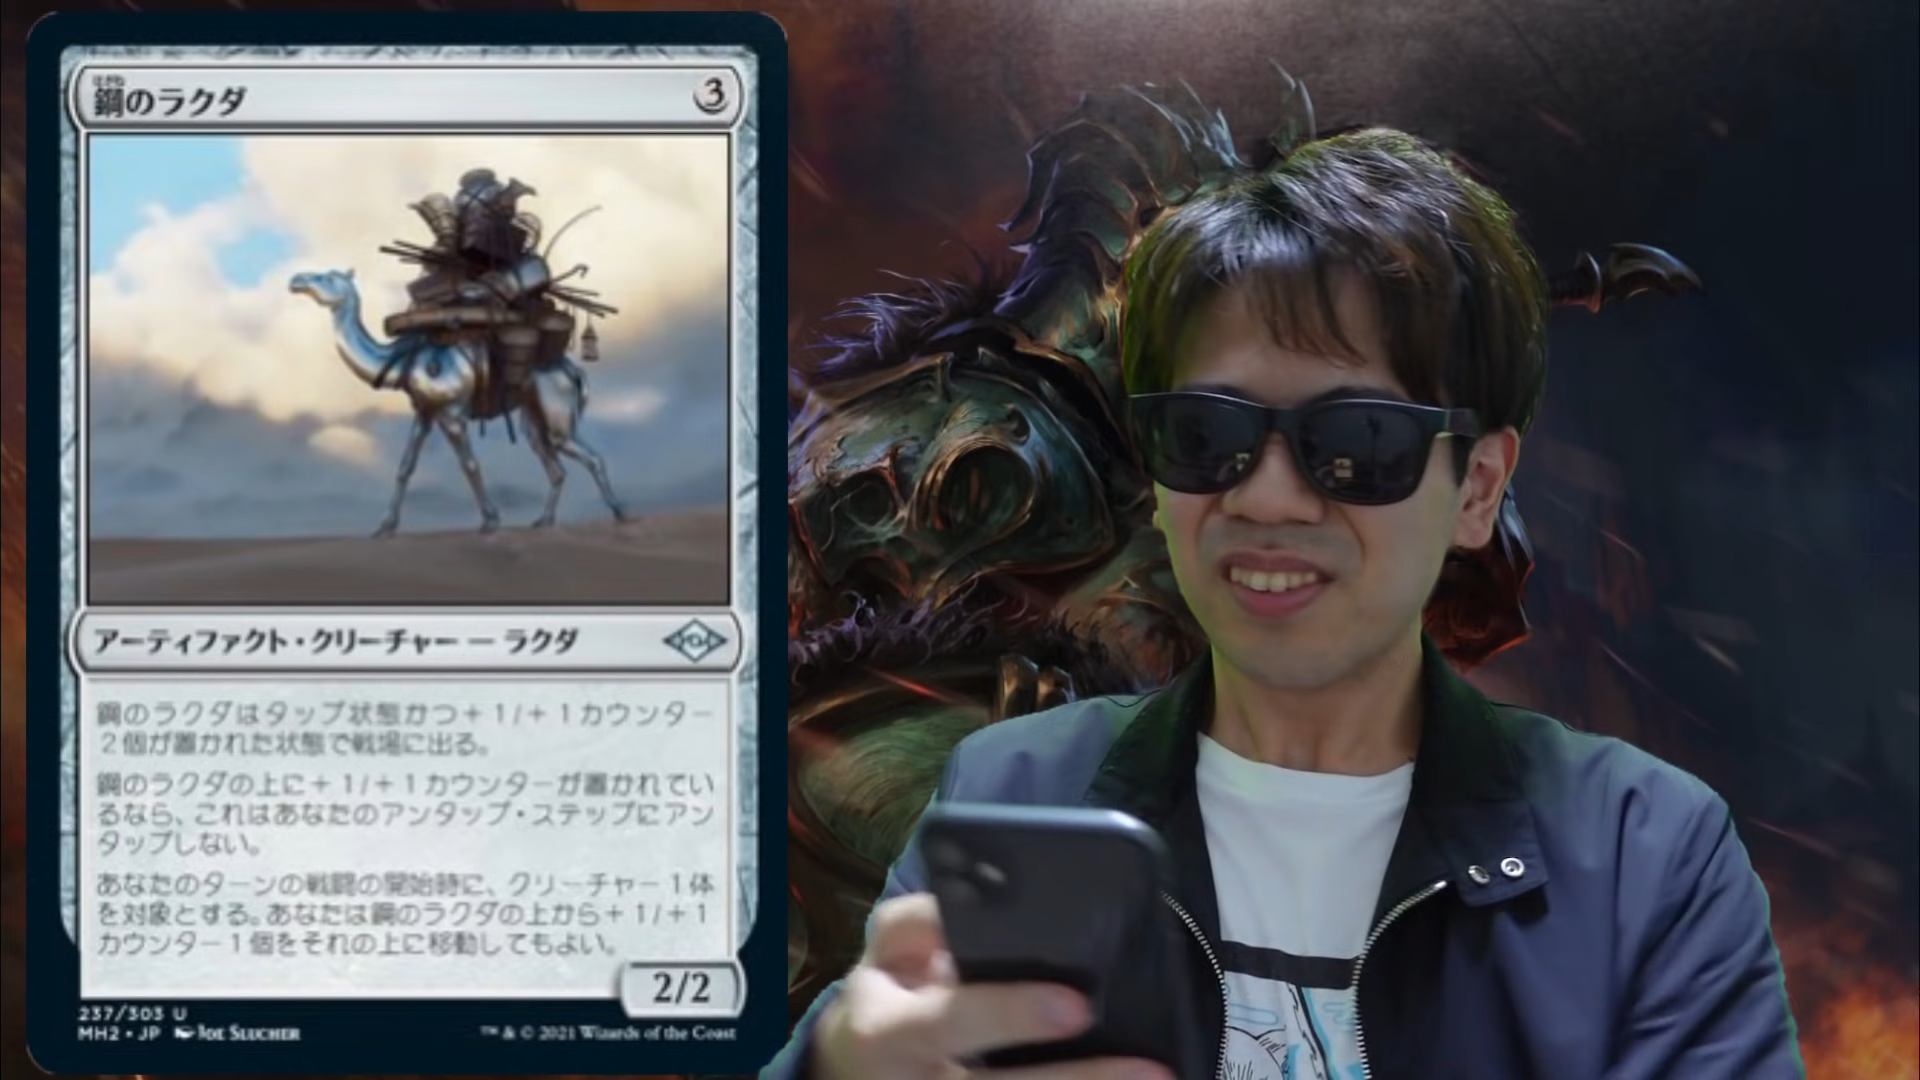 はがね
鋼のラクダ
3
アーティファクト・クリーチャー ― ラクダ
鋼のラクダはタップ状態かつ+1/+1カウンター
2個が置かれた状態で戦場に出る。
鋼のラクダの上に+1/+1カウンターが置かれてい
るなら、これはあなたのアンタップ・ステップにアン
タップしない。
あなたのターンの戦闘の開始時に、クリーチャー1体
を対象とする。あなたは鋼のラクダの上から+1/+1
カウンター1個をそれの上に移動してもよい。
2/2
237/303 U
MH2 • JP Joe Slucher
™ & © 2021 Wizards of the Coast